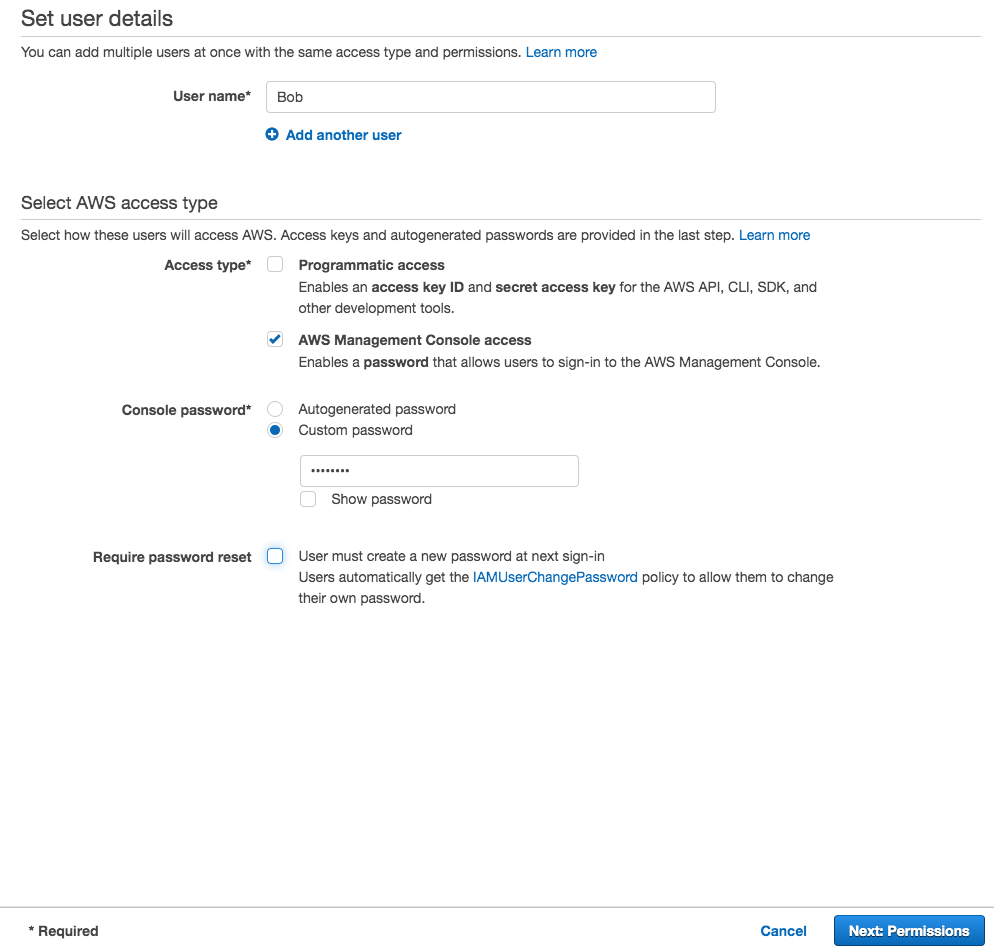 Set user details
You can add multiple users at once with the same access type and permissions. Learn more
User name* Bob
Add another user
Select AWS access type
Select how these users will access AWS. Access keys and autogenerated passwords are provided in the last step. Learn more
Access type* Programmatic access
Enables an access key ID and secret access key for the AWS API, CLI, SDK, and
other development tools.
AWS Management Console access
Enables a password that allows users to sign-in to the AWS Management Console.
Console password* Autogenerated password
Custom password
••••••••
Show password
Require password reset User must create a new password at next sign-in
Users automatically get the IAMUserChangePassword policy to allow them to change
their own password.
* Required Cancel Next: Permissions